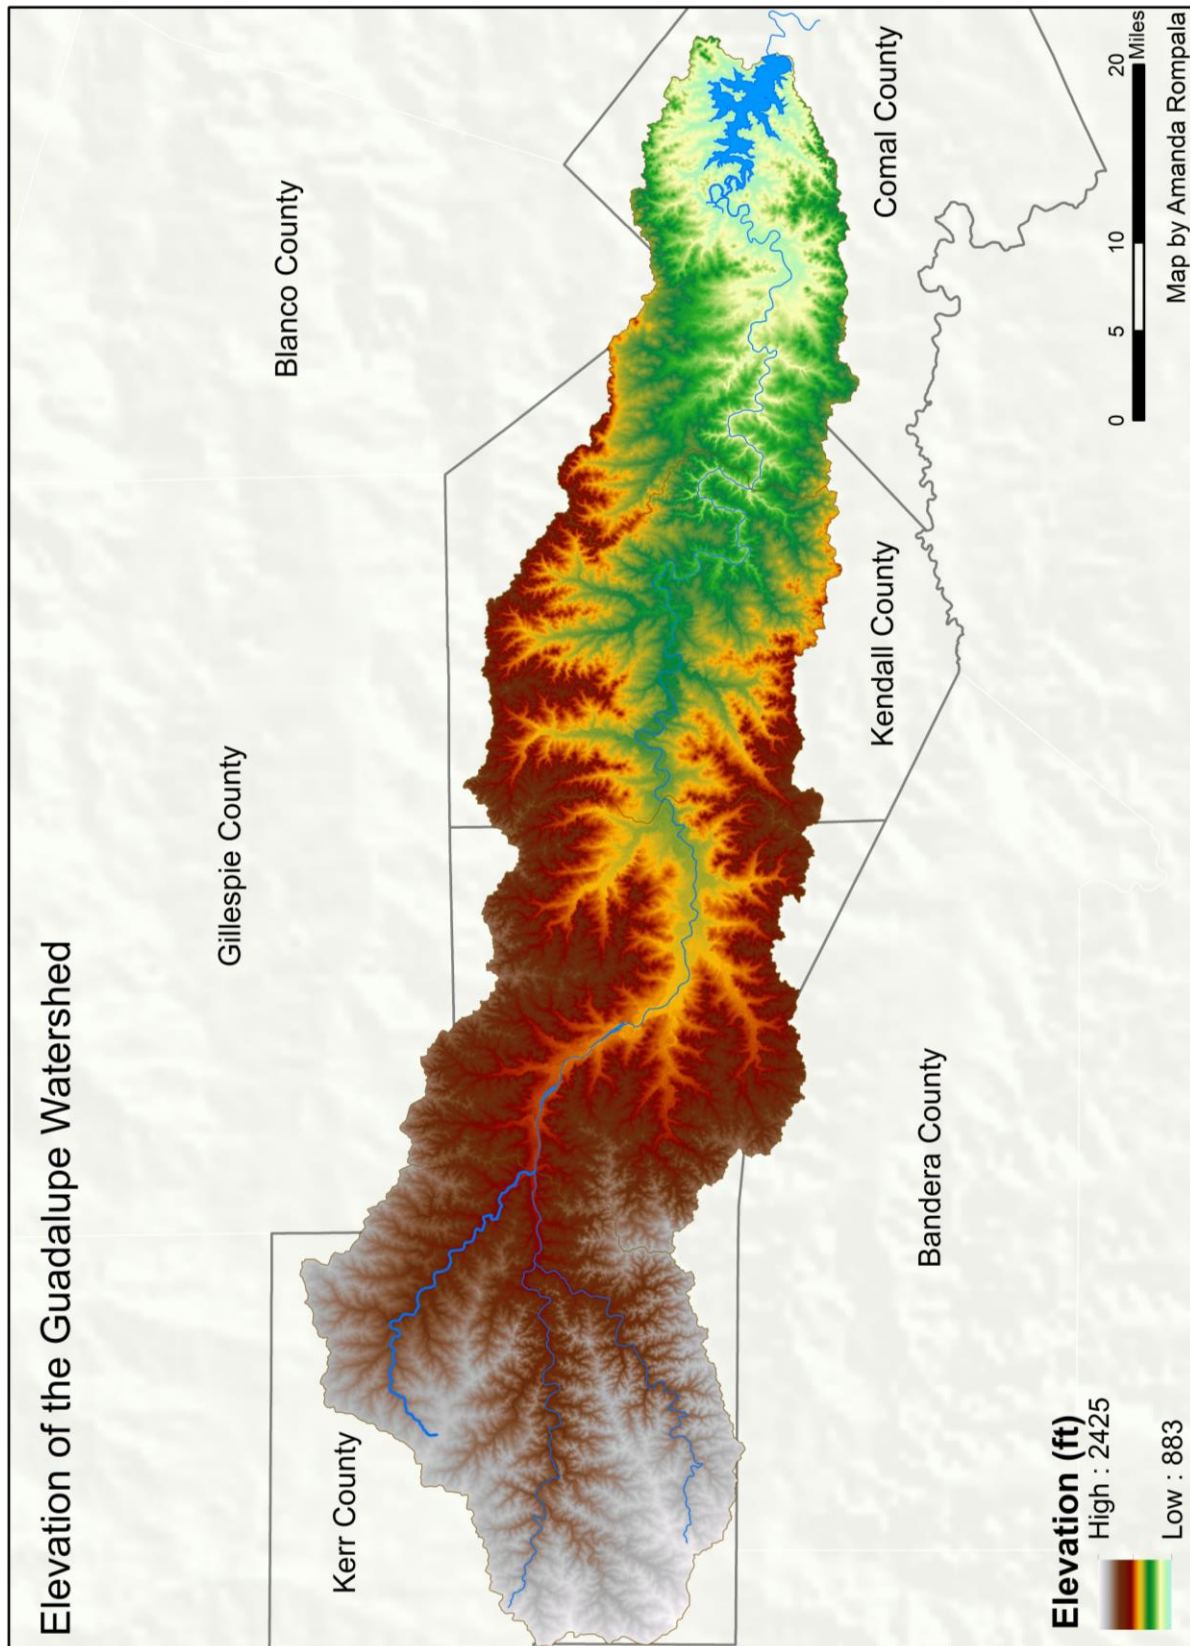 Elevation of the Guadalupe Watershed
Gillespie County
Blanco County
Kerr County
Bandera County
Kendall County
Comal County
Elevation (ft)
High : 2425
Low : 883
0 5 10 20
Miles
Map by Amanda Rompala